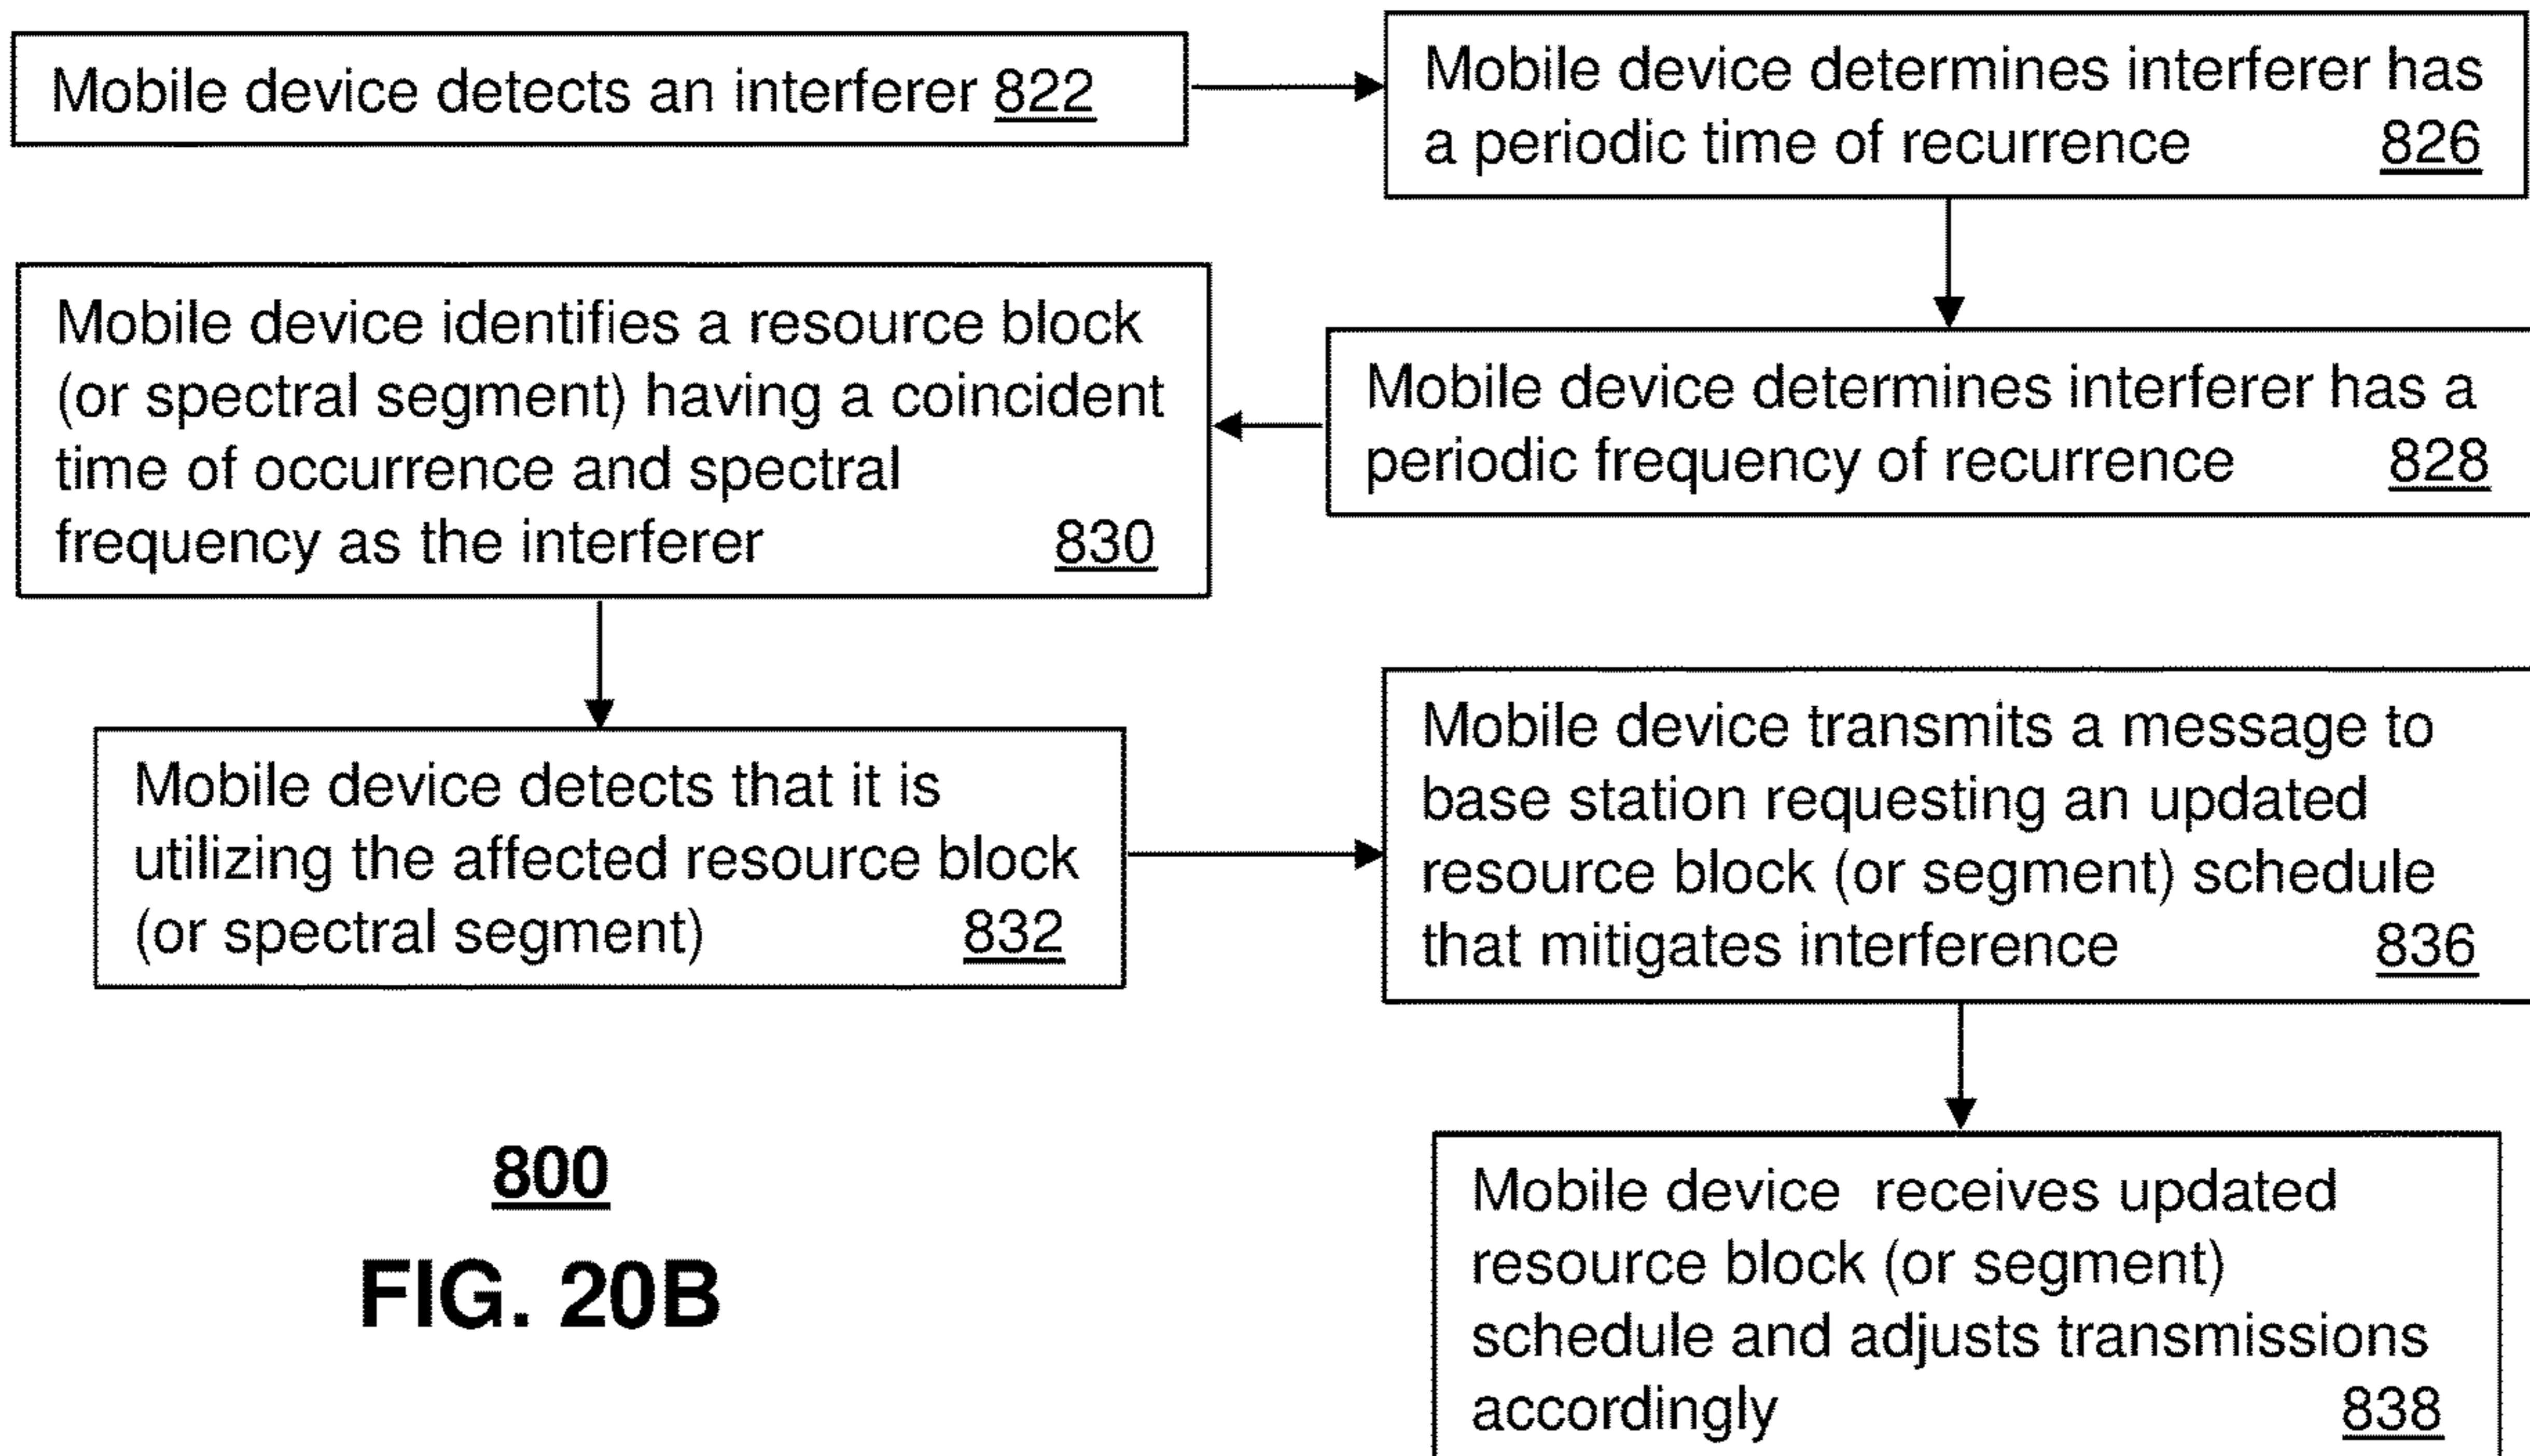 Mobile device detects an interferer 822
Mobile device determines interferer has
a periodic time of recurrence 826
Mobile device determines interferer has a
periodic frequency of recurrence 828
Mobile device identifies a resource block
(or spectral segment) having a coincident
time of occurrence and spectral
frequency as the interferer 830
Mobile device detects that it is
utilizing the affected resource block
(or spectral segment) 832
Mobile device transmits a message to
base station requesting an updated
resource block (or segment) schedule
that mitigates interference 836
Mobile device receives updated
resource block (or segment)
schedule and adjusts transmissions
accordingly 838
800
FIG. 20B